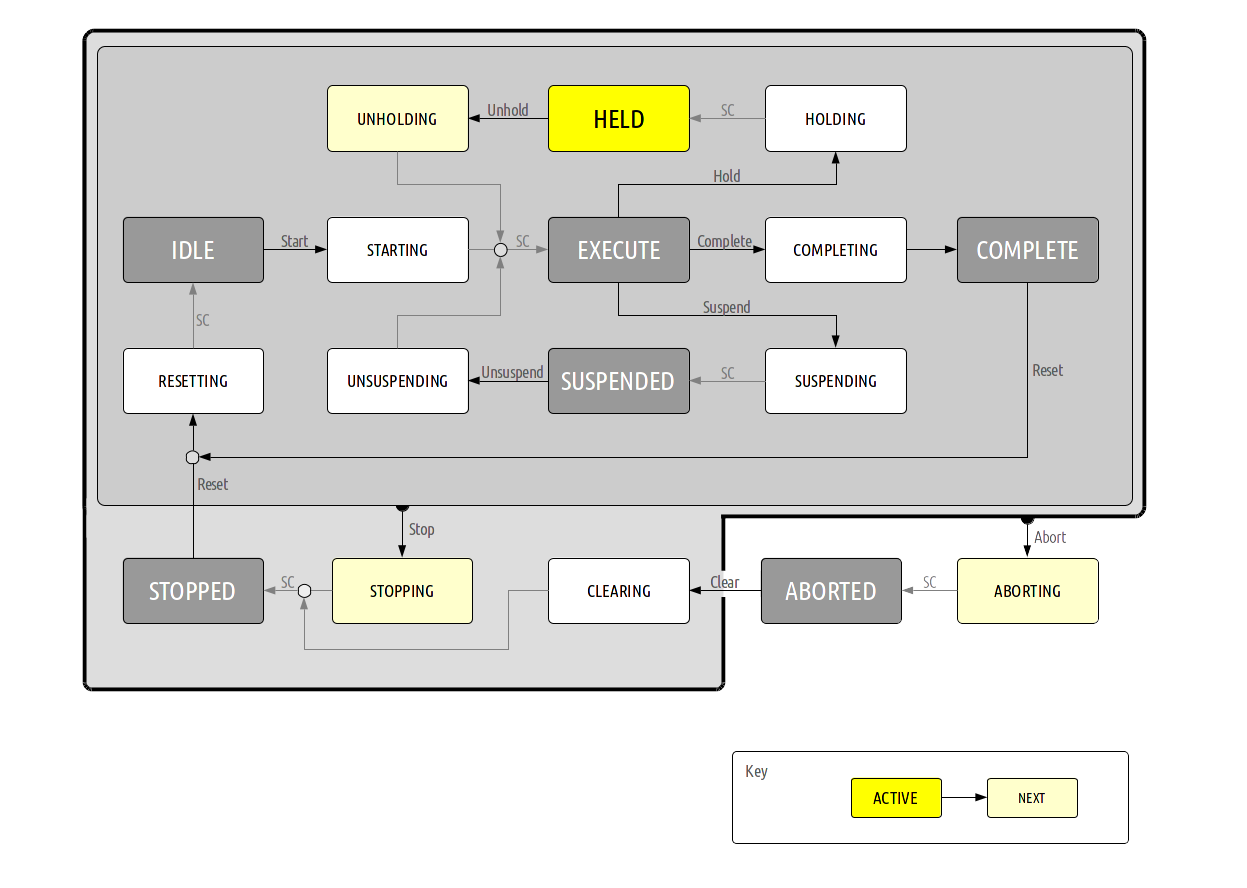 UNHOLDING
Unhold
HELD
SC
HOLDING
Hold
IDLE
Start
STARTING
SC
EXECUTE
Complete
COMPLETING
COMPLETE
Suspend
SC
RESETTING
UNSUSPENDING
Unsuspend
SUSPENDED
SC
SUSPENDING
Reset
Reset
Stop
Abort
STOPPED
SC
STOPPING
CLEARING
Clear
ABORTED
SC
ABORTING
Key
ACTIVE
NEXT